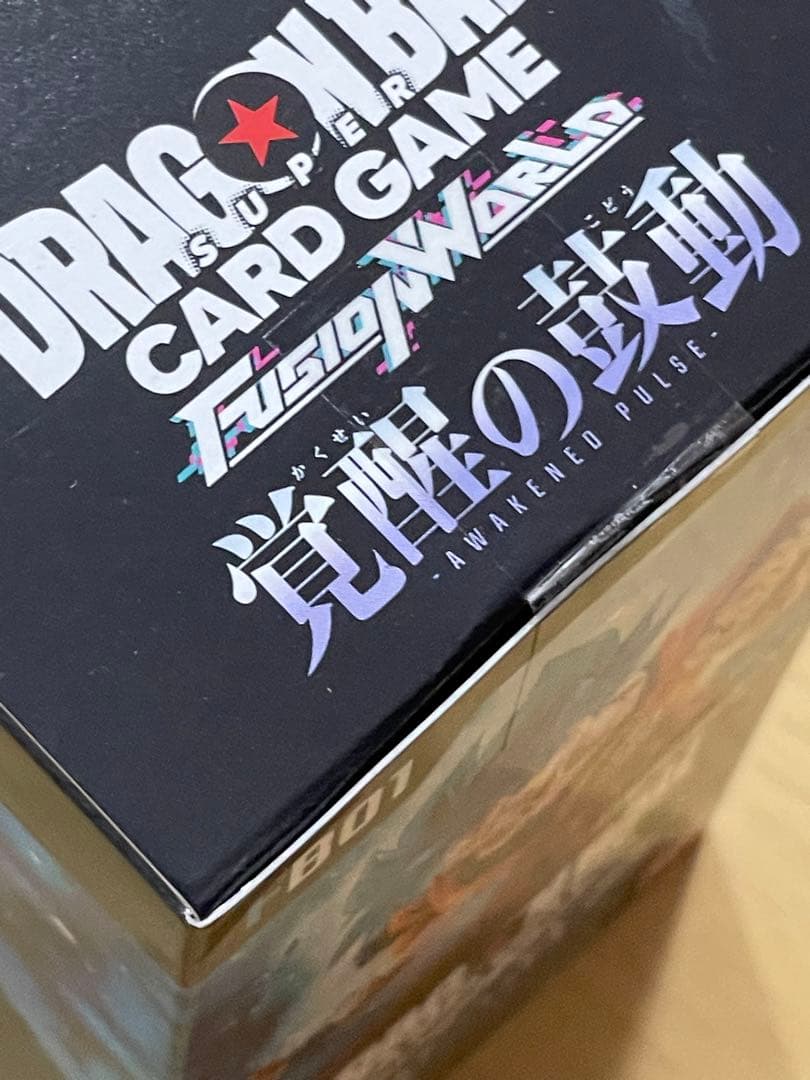 DRAGON BA
SUPER
CARD GAME
FUSION WORLD
かくせい こどう
覚醒の鼓動
-AWAKENED PULSE-
FB01